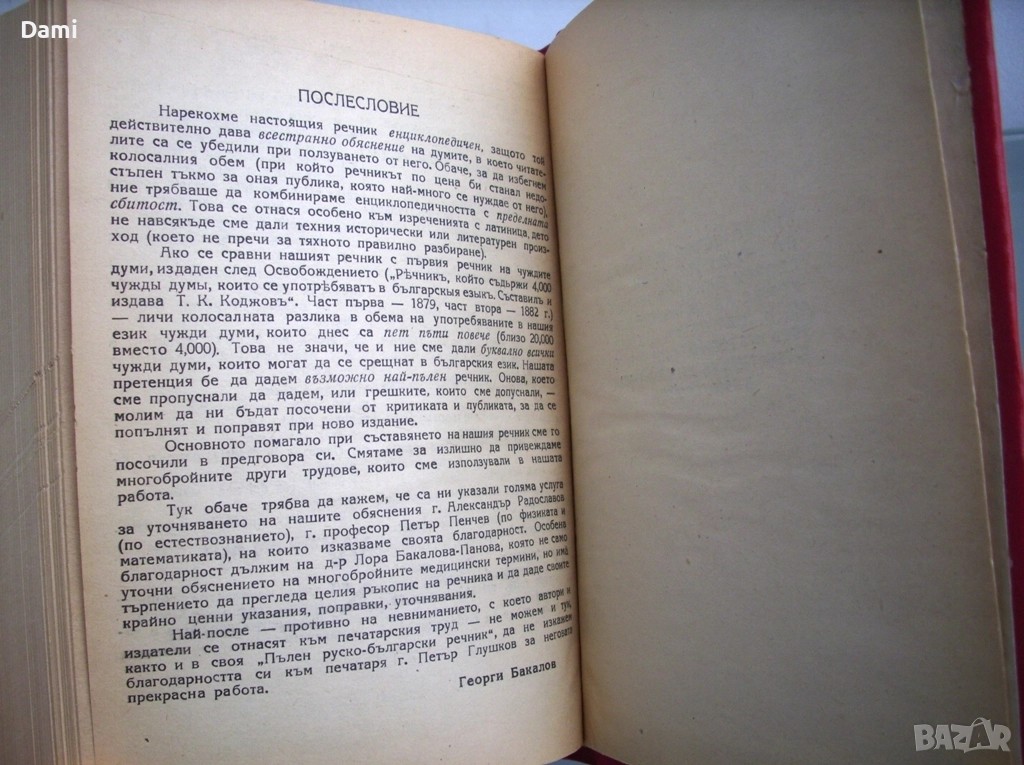 Dami
ПОСЛЕСЛОВИЕ
Нарекохме настоящия речник енциклопедичен, защото той
действително дава всестранно обяснение на думите, в което читате-
лите са се убедили при ползуването от него. Обаче, за да избегнем
колосалния обем (при който речникът по цена би станал недо-
стъпен тъкмо за оная публика, която най-много се нуждае от него),
ние трябваше да комбинираме енциклопедичността с пределната
сбитост. Това се отнася особено към изреченията с латиница, дето
не навсякъде сме дали техния исторически или литературен произ-
ход (което не пречи за тяхното правилно разбиране).
Ако се сравни нашият речник с първия речник на чуждите
думи, издаден след Освобождението („Рѣчникъ, който съдържи 4,000
чужды думы, които се употрѣбяватъ в българскыя езыкъ. Съставилъ и
издава Т. К. Коджовъ“. Част първа — 1879, част втора — 1882 г.)
— личи колосалната разлика в обема на употребяваните в нашия
език чужди думи, които днес са пет пъти повече (близо 20,000
вместо 4,000). Това не значи, че и ние сме дали буквално всички
чужди думи, които могат да се срещнат в българския език. Нашата
претенция бе да дадем възможно най-пълен речник. Онова, което
сме пропуснали да дадем, или грешките, които сме допуснали, —
молим да ни бъдат посочени от критиката и публиката, за да се
попълнят и поправят при ново издание.
Основното помагало при съставянето на нашия речник сме го
посочили в предговора си. Смятаме за излишно да привеждаме
многобройните други трудове, които сме използували в нашата
работа.
Тук обаче трябва да кажем, че са ни указали голяма услуга
за уточняването на нашите обяснения г. Александър Радославов
(по естествознанието), г. професор Петър Пенчев (по физиката и
математиката), на които изказваме своята благодарност. Особена
благодарност дължим на д-р Лора Бакалова-Панова, която не само
уточни обяснението на многобройните медицински термини, но има
търпението да прегледа целия ръкопис на речника и да даде своите
крайно ценни указания, поправки, уточнявания.
Най-после — противно на невниманието, с което автори и
издатели се отнасят към печатарския труд — не можем и тук,
както и в своя „Пълен руско-български речник“, да не изкажем
благодарността си към печатаря г. Петър Глушков за неговата
прекрасна работа.
Георги Бакалов
BAZAR